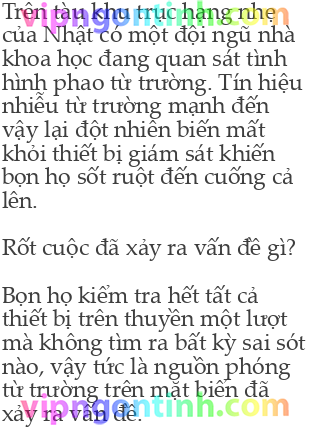 Trên tàu khu trục hạng nhẹ
vipngontinh.com
của Nhật có một đội ngũ nhà
khoa học đang quan sát tình
hình phao từ trường. Tín hiệu
nhiễu từ trường mạnh đến
vậy lại đột nhiên biến mất
khỏi thiết bị giám sát khiến
bọn họ sốt ruột đến cuống cả
lên.
Rốt cuộc đã xảy ra vấn đề gì?
Bọn họ kiểm tra hết tất cả
thiết bị trên thuyền một lượt
mà không tìm ra bất kỳ sai sót
nào, vậy tức là nguồn phóng
từ trường trên mặt biển đã
xảy ra vấn đề.
vipngontinh.com